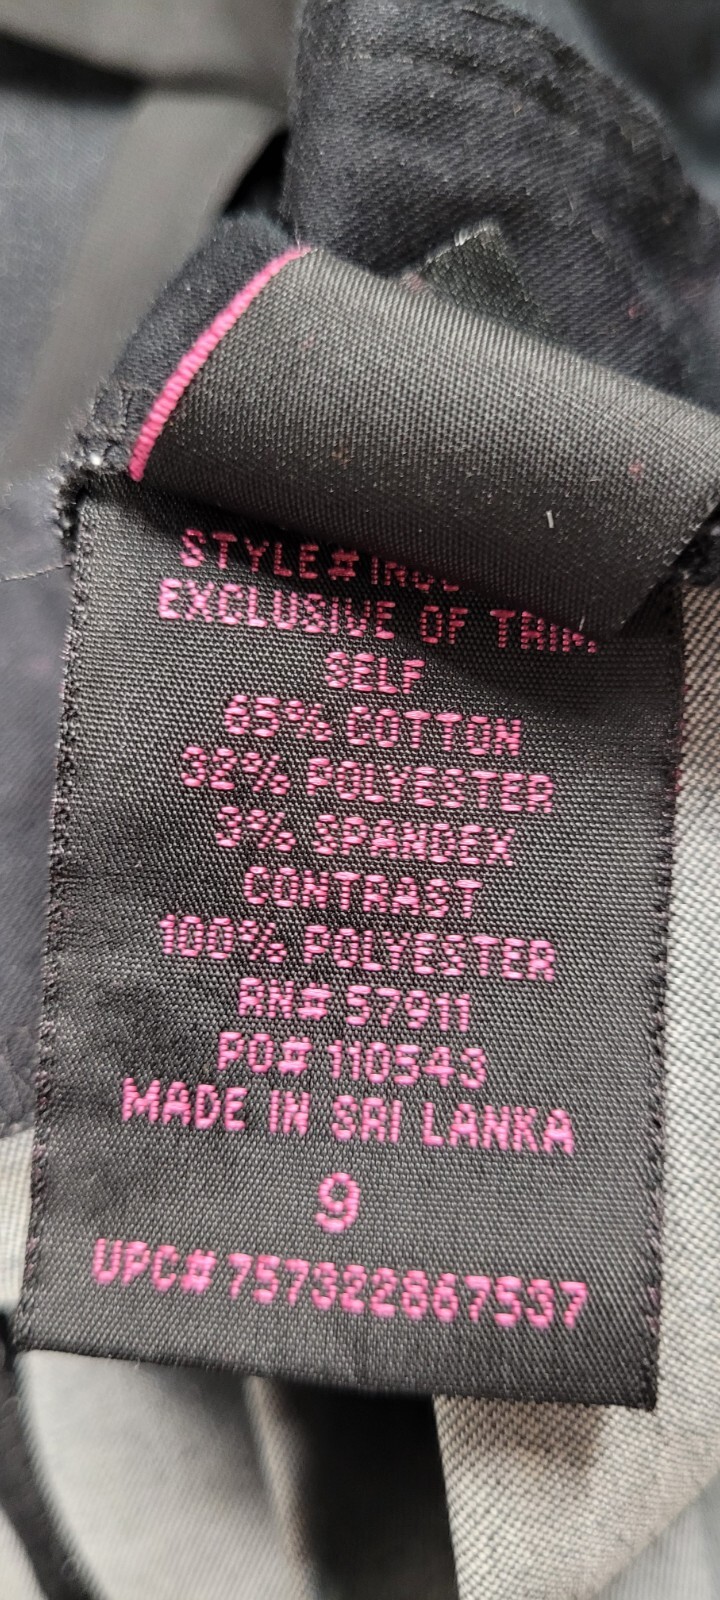 STYLE#
EXCLUSIVE OF TRIM
SELF
65% COTTON
32% POLYESTER
3% SPANDEX
CONTRAST
100% POLYESTER
RN# 57911
PO# 110543
MADE IN SRI LANKA
9
UPC# 757322867537